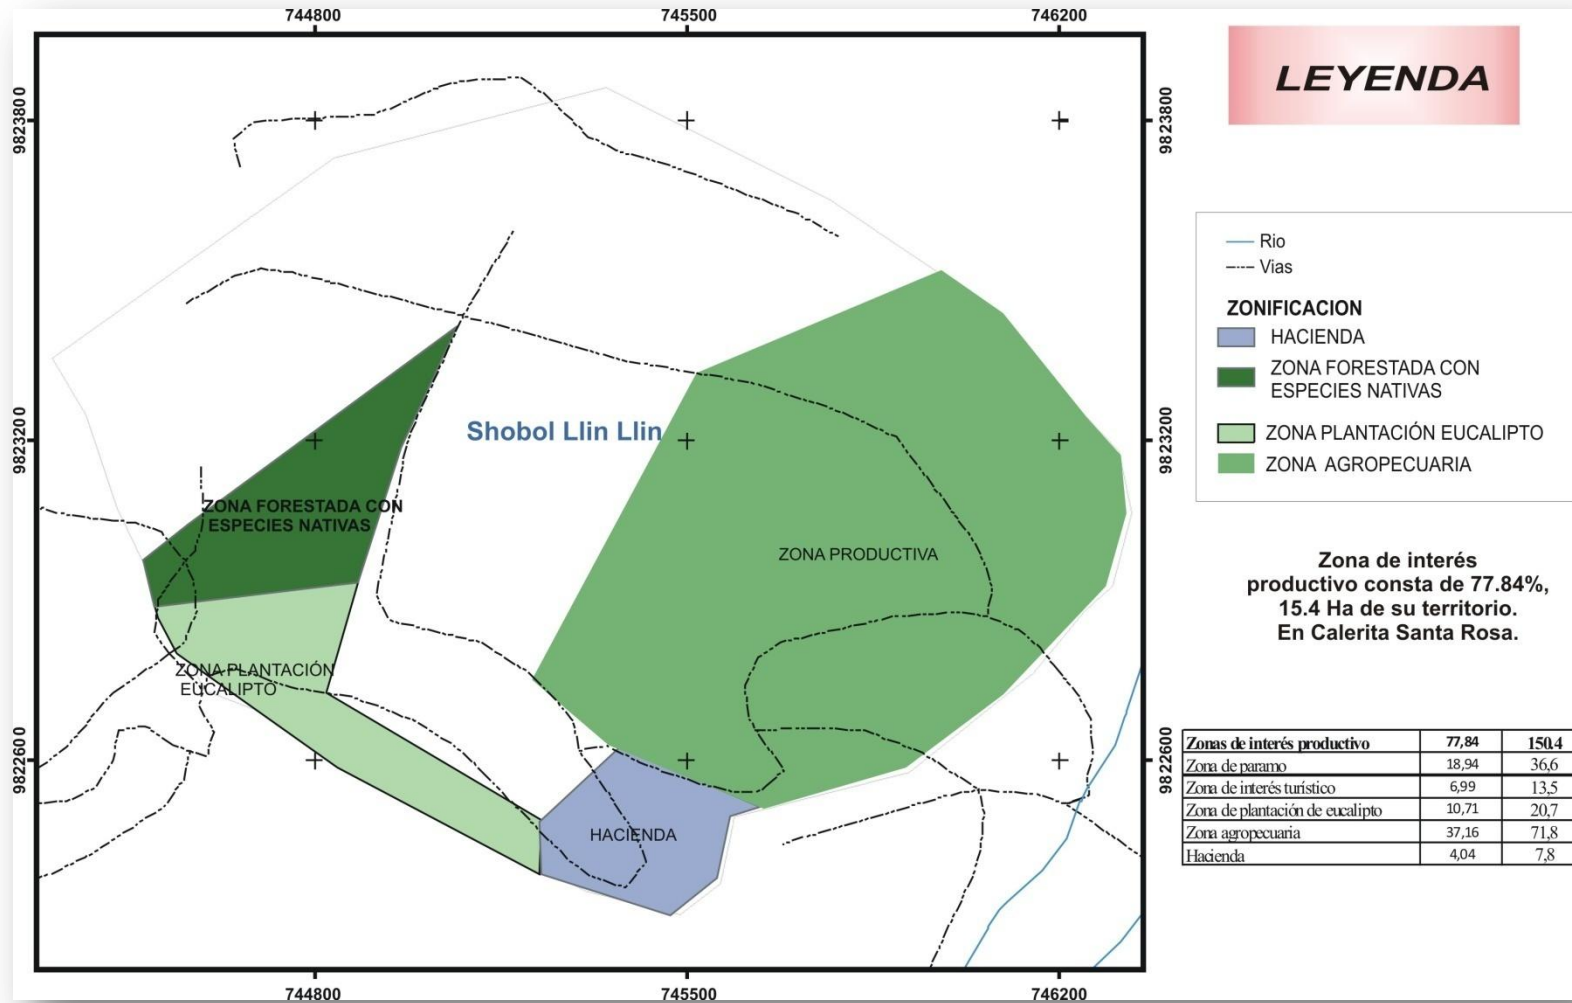 744800 745500 746200
9823800 9823800
9823200 9823200
9822600 9822600
Shobol Llin Llin
ZONA FORESTADA CON
ESPECIES NATIVAS
ZONA PRODUCTIVA
ZONA PLANTACIÓN
EUCALIPTO
HACIENDA
744800 745500 746200
LEYENDA
Rio
Vias
ZONIFICACION
HACIENDA
ZONA FORESTADA CON
ESPECIES NATIVAS
ZONA PLANTACIÓN EUCALIPTO
ZONA AGROPECUARIA
Zona de interés
productivo consta de 77.84%,
15.4 Ha de su territorio.
En Calerita Santa Rosa.
Zonas de interés productivo 77,84 150.4
Zona de paramo 18,94 36,6
Zona de interés turístico 6,99 13,5
Zona de plantación de eucalipto 10,71 20,7
Zona agropecuaria 37,16 71,8
Hacienda 4,04 7,8